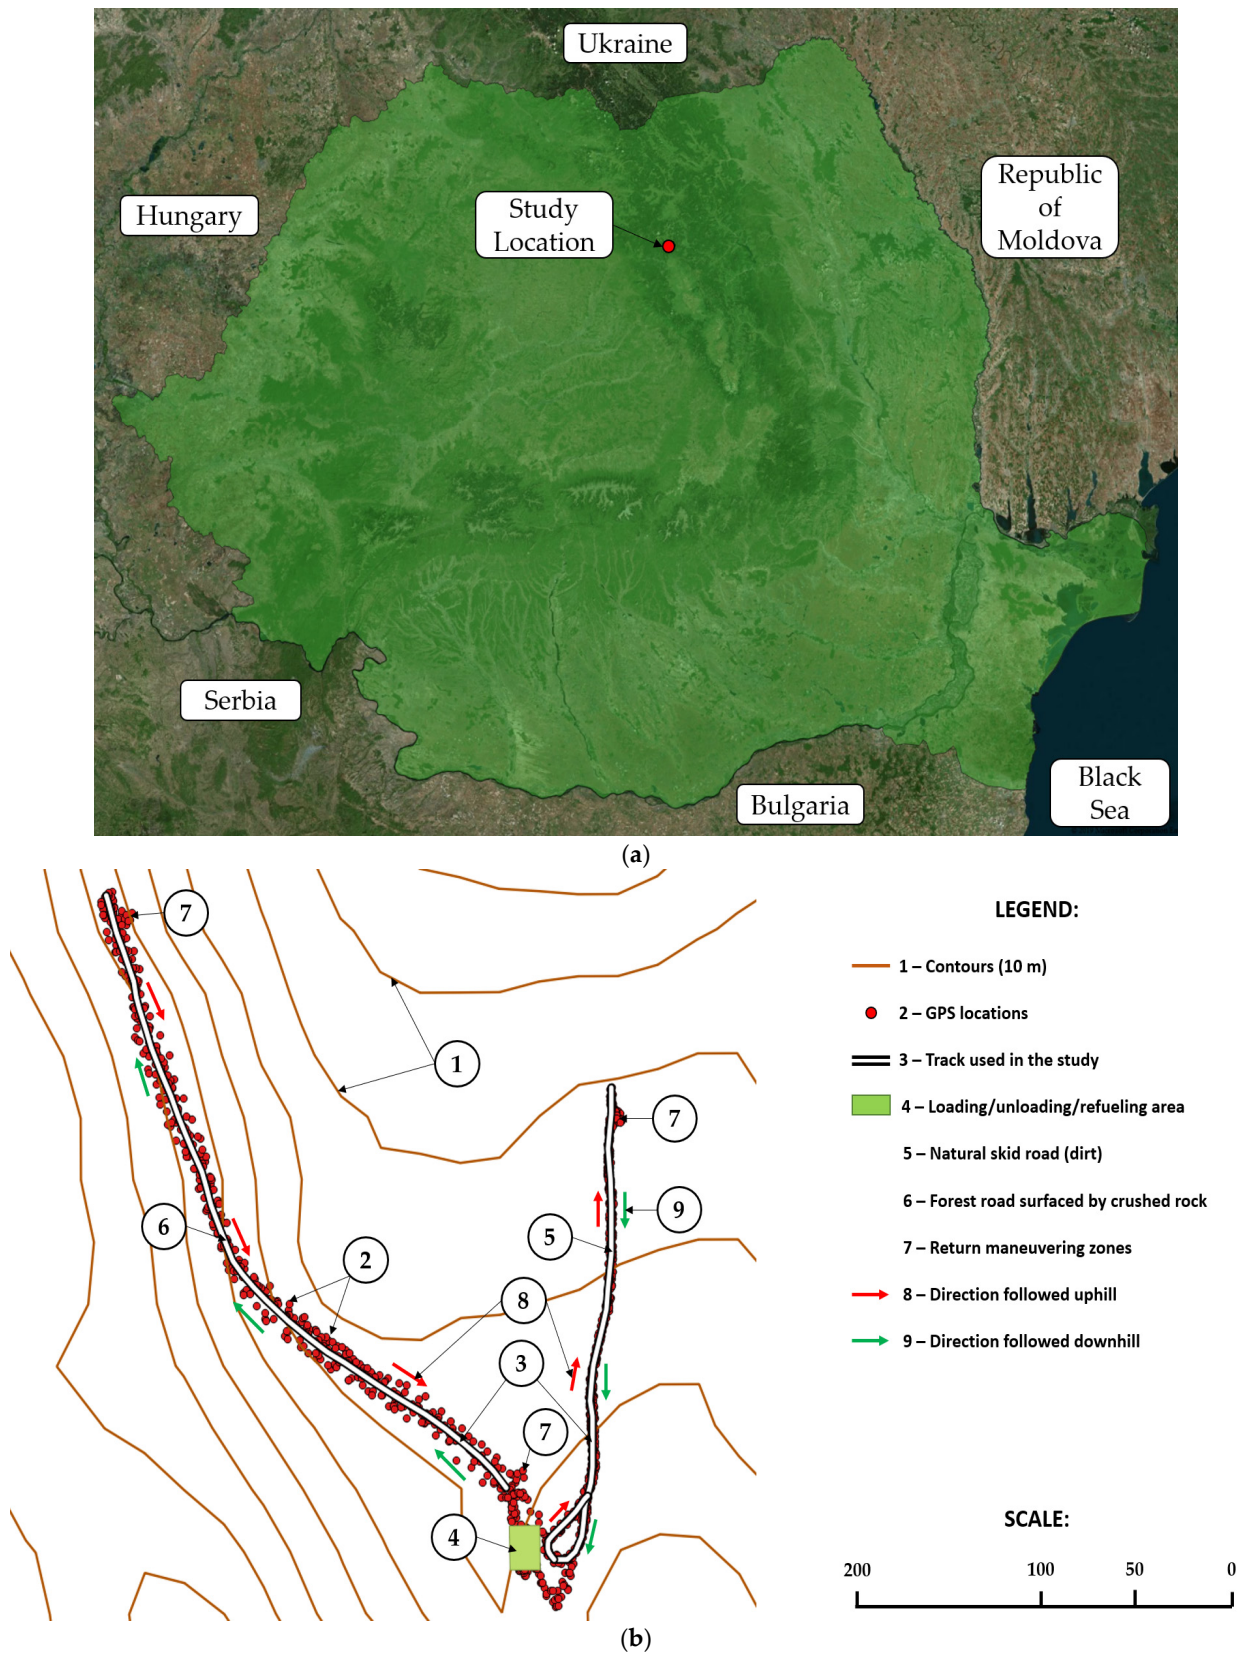 Ukraine
Republic
of
Moldova
Hungary
Study
Location
Serbia
Bulgaria
Black
Sea
(a)
7
1
7
6
2
5
9
8
3
7
4
LEGEND:
1 – Contours (10 m)
2 – GPS locations
3 – Track used in the study
4 – Loading/unloading/refueling area
5 – Natural skid road (dirt)
6 – Forest road surfaced by crushed rock
7 – Return maneuvering zones
8 – Direction followed uphill
9 – Direction followed downhill
SCALE:
200 100 50 0
(b)